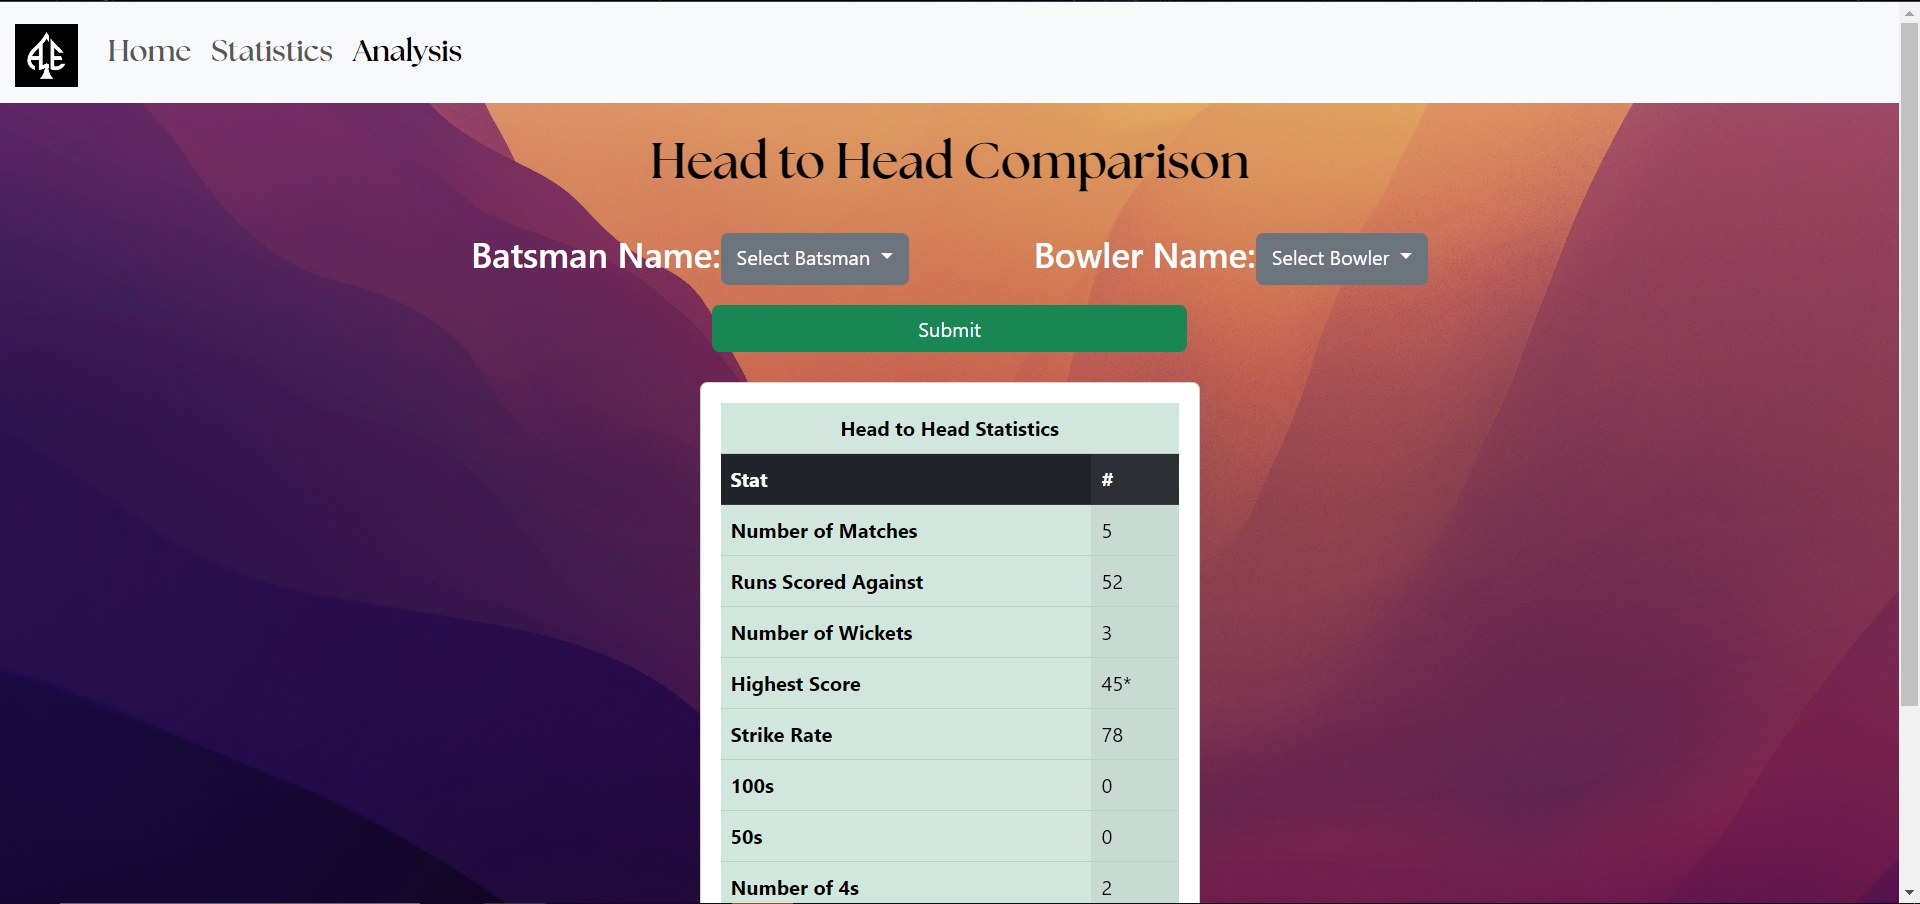 ACE
Home Statistics Analysis
Head to Head Comparison
Batsman Name: Select Batsman Bowler Name: Select Bowler
Submit
Head to Head Statistics
Stat #
Number of Matches 5
Runs Scored Against 52
Number of Wickets 3
Highest Score 45*
Strike Rate 78
100s 0
50s 0
Number of 4s 2